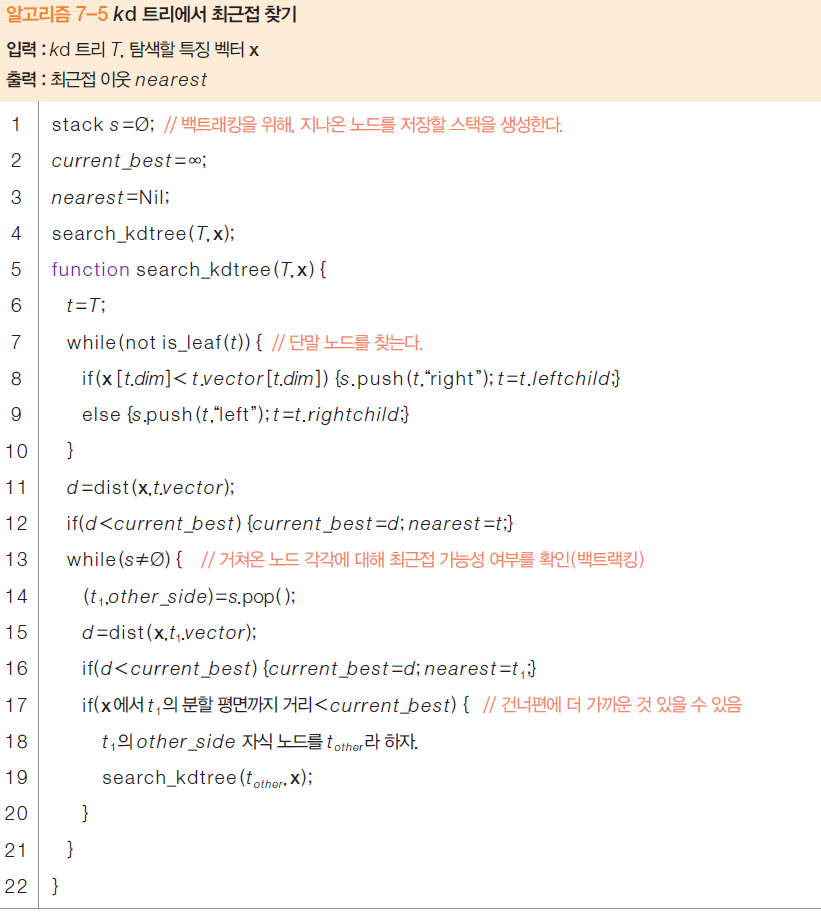 알고리즘 7-5 kd 트리에서 최근접 찾기
입력 : kd 트리 T, 탐색할 특징 벡터 x
출력 : 최근접 이웃 nearest
1 stack s=Ø; // 백트래킹을 위해, 지나온 노드를 저장할 스택을 생성한다.
2 current_best=∞;
3 nearest=Nil;
4 search_kdtree(T,x);
5 function search_kdtree(T,x) {
6 t=T;
7 while(not is_leaf(t)) { // 단말 노드를 찾는다.
8 if(x[t.dim]<t.vector[t.dim]) {s.push(t,“right”); t=t.leftchild;}
9 else {s.push(t,“left”); t=t.rightchild;}
10 }
11 d=dist(x,t.vector);
12 if(d<current_best) {current_best=d; nearest=t;}
13 while(s≠Ø) { // 거쳐온 노드 각각에 대해 최근접 가능성 여부를 확인(백트랙킹)
14 (t₁,other_side)=s.pop();
15 d=dist(x,t₁.vector);
16 if(d<current_best) {current_best=d; nearest=t₁;}
17 if(x에서 t₁의 분할 평면까지 거리<current_best) { // 건너편에 더 가까운 것 있을 수 있음
18 t₁의 other_side 자식 노드를 t_other라 하자.
19 search_kdtree(t_other, x);
20 }
21 }
22 }